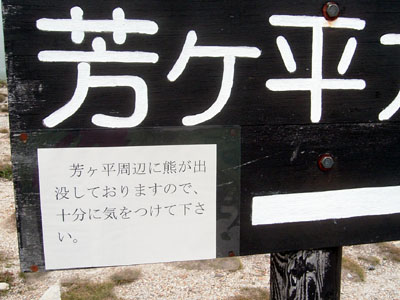 芳ケ平
芳ヶ平周辺に熊が出
没しておりますので、
十分に気をつけて下さ
い。